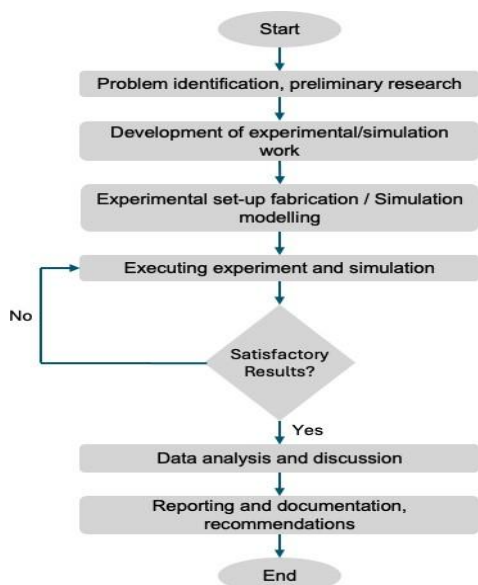 Start
Problem identification, preliminary research
Development of experimental/simulation
work
Experimental set-up fabrication / Simulation
modelling
Executing experiment and simulation
No
Satisfactory
Results?
Yes
Data analysis and discussion
Reporting and documentation,
recommendations
End